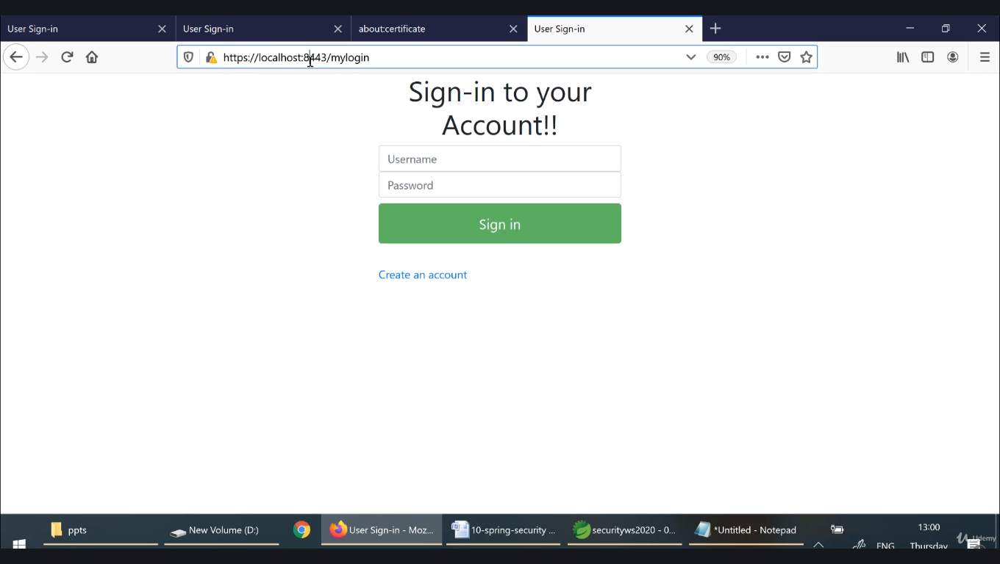 User Sign-in
User Sign-in
about:certificate
User Sign-in
https://localhost:8443/mylogin
90%
Sign-in to your
Account!!
Username
Password
Sign in
Create an account
ppts
New Volume (D:)
User Sign-in - Moz...
10-spring-security ...
securityws2020 - 0...
*Untitled - Notepad
13:00
ENG
Thursday
Udemy